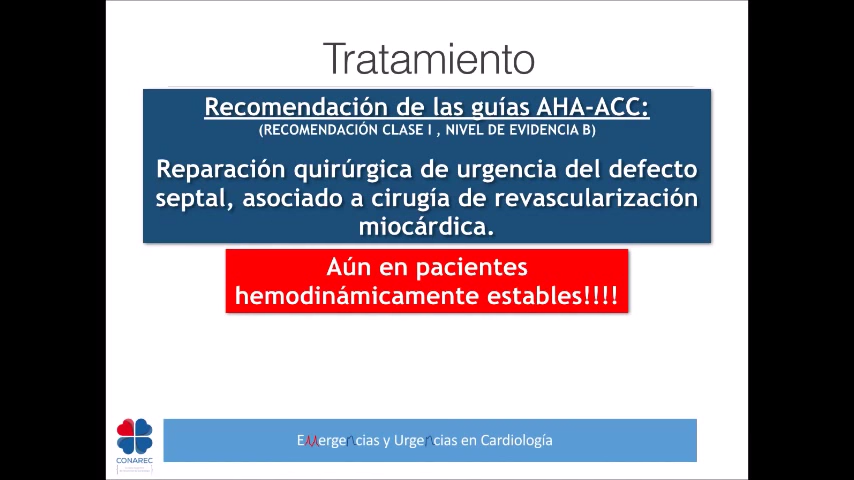 Tratamiento
Recomendación de las guías AHA-ACC:
(RECOMENDACIÓN CLASE I , NIVEL DE EVIDENCIA B)
Reparación quirúrgica de urgencia del defecto
septal, asociado a cirugía de revascularización
miocárdica.
Aún en pacientes
hemodinámicamente estables!!!!
EMergencias y Urgencias en Cardiología
CONAREC